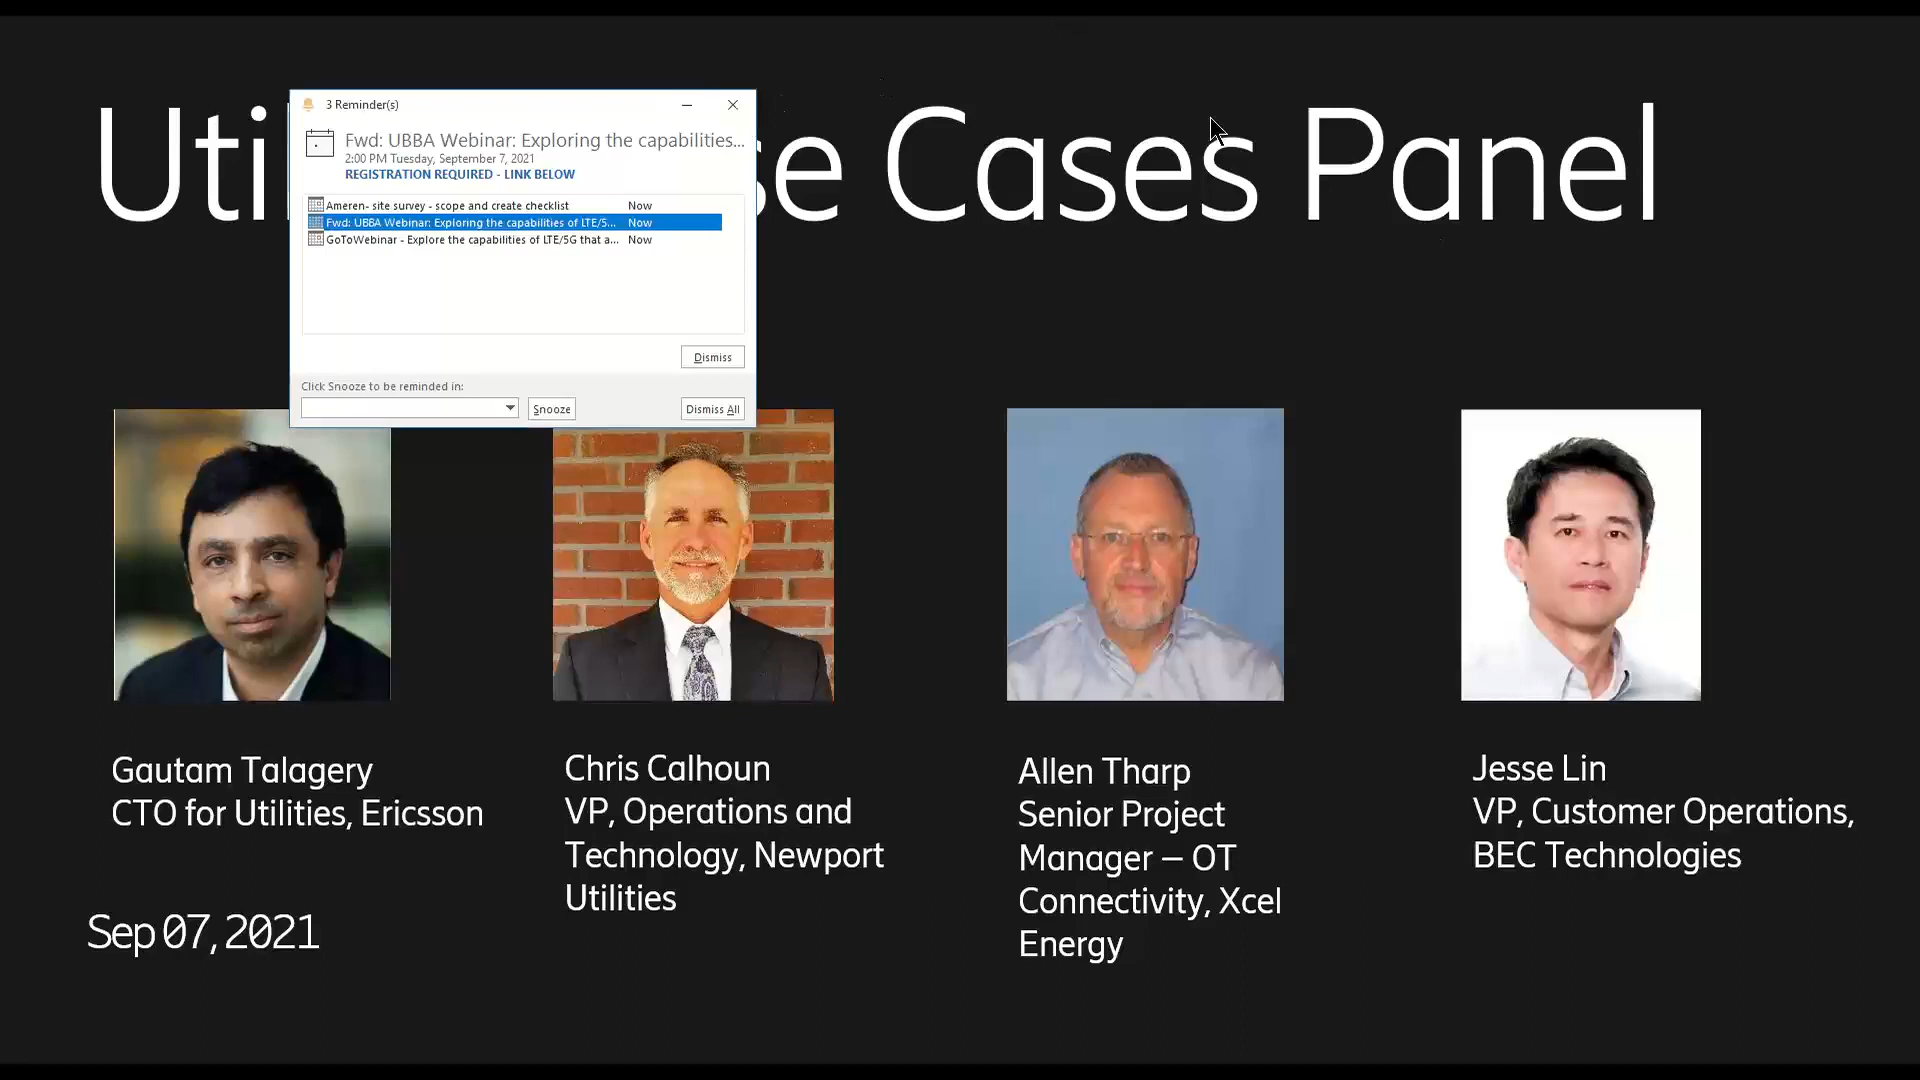 Uti
se Cases Panel
3 Reminder(s)
Fwd: UBBA Webinar: Exploring the capabilities...
2:00 PM Tuesday, September 7, 2021
REGISTRATION REQUIRED - LINK BELOW
Ameren- site survey - scope and create checklist Now
Fwd: UBBA Webinar: Exploring the capabilities of LTE/5... Now
GoToWebinar - Explore the capabilities of LTE/5G that a... Now
Dismiss
Click Snooze to be reminded in:
Snooze
Dismiss All
Gautam Talagery
CTO for Utilities, Ericsson
Chris Calhoun
VP, Operations and
Technology, Newport
Utilities
Allen Tharp
Senior Project
Manager – OT
Connectivity, Xcel
Energy
Jesse Lin
VP, Customer Operations,
BEC Technologies
Sep 07, 2021